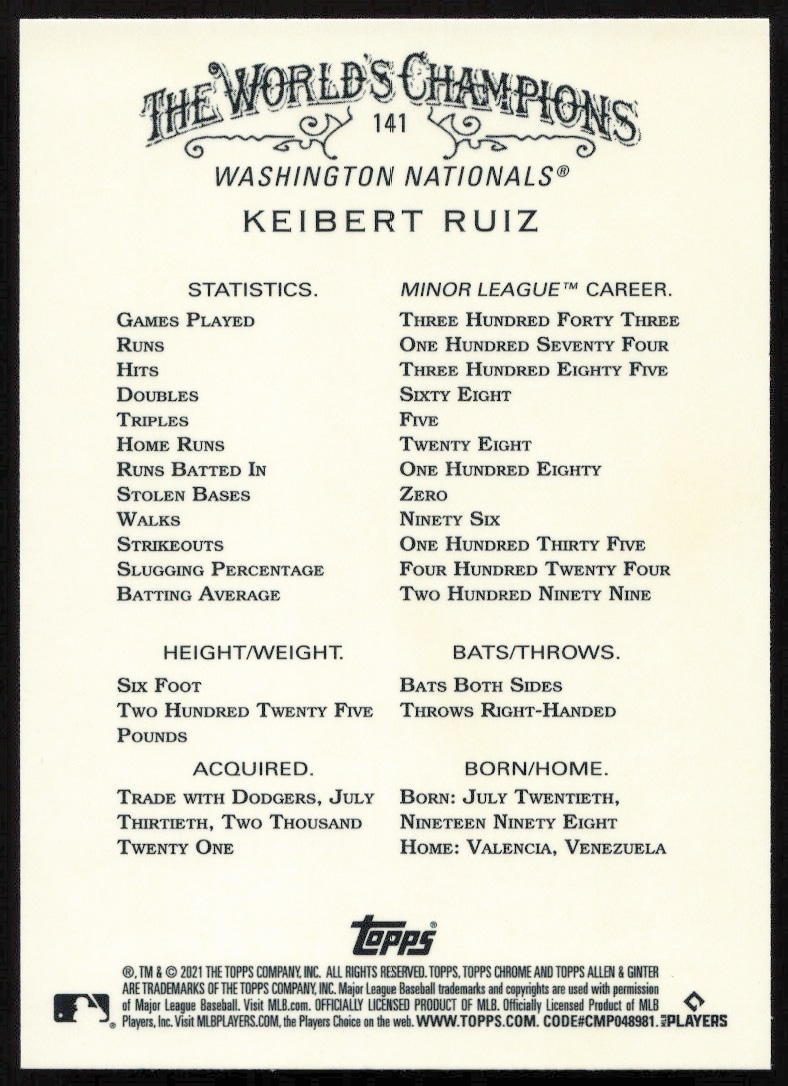 THE WORLD'S CHAMPIONS
141
WASHINGTON NATIONALS®
KEIBERT RUIZ
STATISTICS. MINOR LEAGUE™ CAREER.
GAMES PLAYED THREE HUNDRED FORTY THREE
RUNS ONE HUNDRED SEVENTY FOUR
HITS THREE HUNDRED EIGHTY FIVE
DOUBLES SIXTY EIGHT
TRIPLES FIVE
HOME RUNS TWENTY EIGHT
RUNS BATTED IN ONE HUNDRED EIGHTY
STOLEN BASES ZERO
WALKS NINETY SIX
STRIKEOUTS ONE HUNDRED THIRTY FIVE
SLUGGING PERCENTAGE FOUR HUNDRED TWENTY FOUR
BATTING AVERAGE TWO HUNDRED NINETY NINE
HEIGHT/WEIGHT.
SIX FOOT
TWO HUNDRED TWENTY FIVE
POUNDS
BATS/THROWS.
BATS BOTH SIDES
THROWS RIGHT-HANDED
ACQUIRED.
TRADE WITH DODGERS, JULY
THIRTIETH, TWO THOUSAND
TWENTY ONE
BORN/HOME.
BORN: JULY TWENTIETH,
NINETEEN NINETY EIGHT
HOME: VALENCIA, VENEZUELA
Topps®
®, TM & © 2021 THE TOPPS COMPANY, INC. ALL RIGHTS RESERVED. TOPPS, TOPPS CHROME AND TOPPS ALLEN & GINTER
ARE TRADEMARKS OF THE TOPPS COMPANY, INC. Major League Baseball trademarks and copyrights are used with permission
of Major League Baseball. Visit MLB.com. OFFICIALLY LICENSED PRODUCT OF MLB. Officially Licensed Product of MLB
Players, Inc. Visit MLBPLAYERS.COM, the Players Choice on the web. WWW.TOPPS.COM. CODE#CMP048981.
MLB PLAYERS